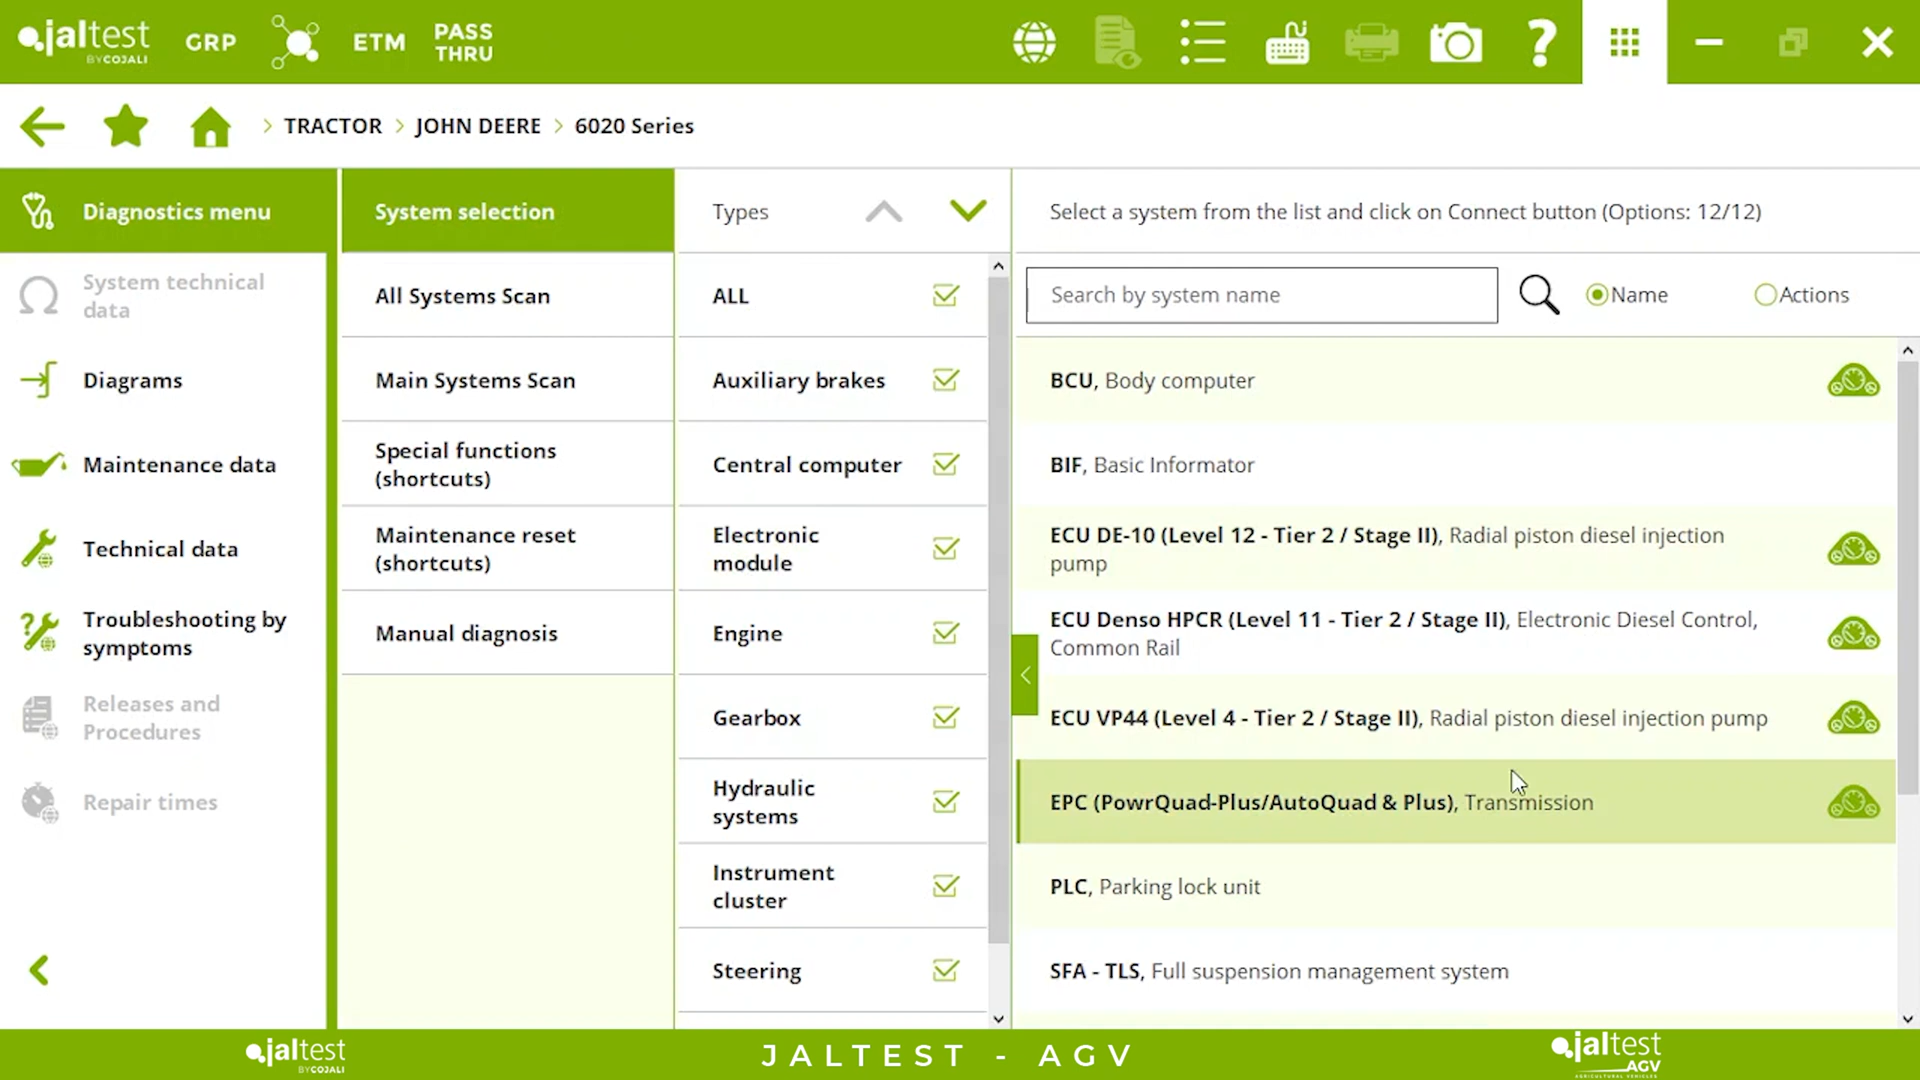 jaltest
BY COJALI
GRP
ETM
PASS
THRU
?
> TRACTOR > JOHN DEERE > 6020 Series
Diagnostics menu
System technical
data
Diagrams
Maintenance data
Technical data
Troubleshooting by
symptoms
Releases and
Procedures
Repair times
System selection
All Systems Scan
Main Systems Scan
Special functions
(shortcuts)
Maintenance reset
(shortcuts)
Manual diagnosis
Types
ALL
Auxiliary brakes
Central computer
Electronic
module
Engine
Gearbox
Hydraulic
systems
Instrument
cluster
Steering
Select a system from the list and click on Connect button (Options: 12/12)
Search by system name
Name
Actions
BCU, Body computer
BIF, Basic Informator
ECU DE-10 (Level 12 - Tier 2 / Stage II), Radial piston diesel injection
pump
ECU Denso HPCR (Level 11 - Tier 2 / Stage II), Electronic Diesel Control,
Common Rail
ECU VP44 (Level 4 - Tier 2 / Stage II), Radial piston diesel injection pump
EPC (PowrQuad-Plus/AutoQuad & Plus), Transmission
PLC, Parking lock unit
SFA - TLS, Full suspension management system
jaltest
BY COJALI
JALTEST - AGV
jaltest
AGV
AGRICULTURAL VEHICLES